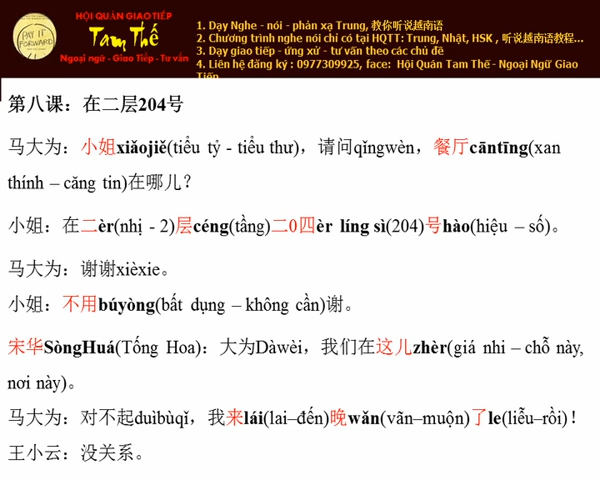 PAY IT
FORWARD
HỘI QUÁN GIAO TIẾP
Tam Thế
Ngoại ngữ - Giao Tiếp - Tư vấn
1. Dạy Nghe - nói - phản xạ Trung, 教你听说越南语
2. Chương trình nghe nói chỉ có tại HQTT: Trung, Nhật, HSK , 听说越南语教程...
3. Dạy giao tiếp - ứng xử - tư vấn theo các chủ đề
4. Liên hệ đăng ký : 0977309925, face: Hội Quán Tam Thế - Ngoại Ngữ Giao
Tiếp
第八课：在二层204号
马大为：小姐xiǎojiě(tiểu tỷ - tiểu thư)，请问qǐngwèn，餐厅cāntīng(xan
thính – căng tin)在哪儿？
小姐：在二èr(nhị - 2)层céng(tầng)二0四èr líng sì(204)号hào(hiệu – số)。
马大为：谢谢xièxie。
小姐：不用búyòng(bất dụng – không cần)谢。
宋华SòngHuá(Tống Hoa)：大为Dàwèi，我们在这儿zhèr(giá nhi – chỗ này,
nơi này)。
马大为：对不起duìbùqǐ，我来lái(lai–đến)晚wǎn(vãn–muộn)了le(liễu–rồi)！
王小云：没关系。